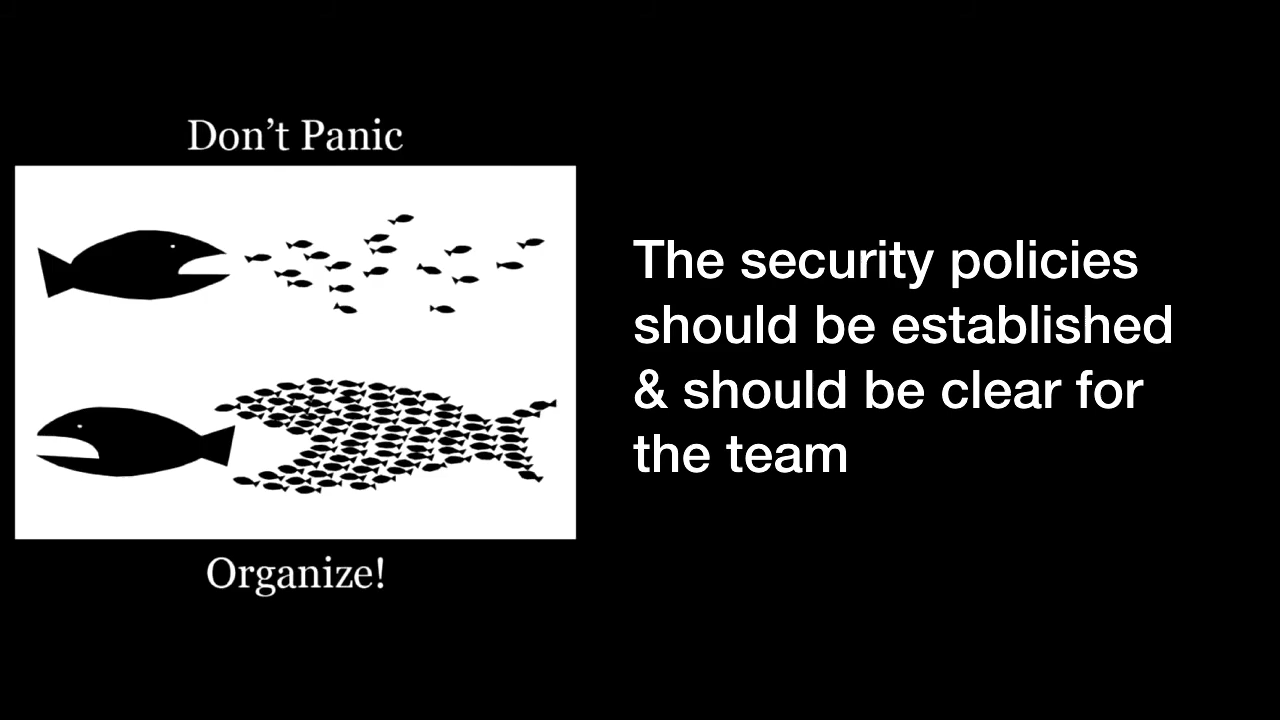 Don’t Panic
Organize!
The security policies
should be established
& should be clear for
the team